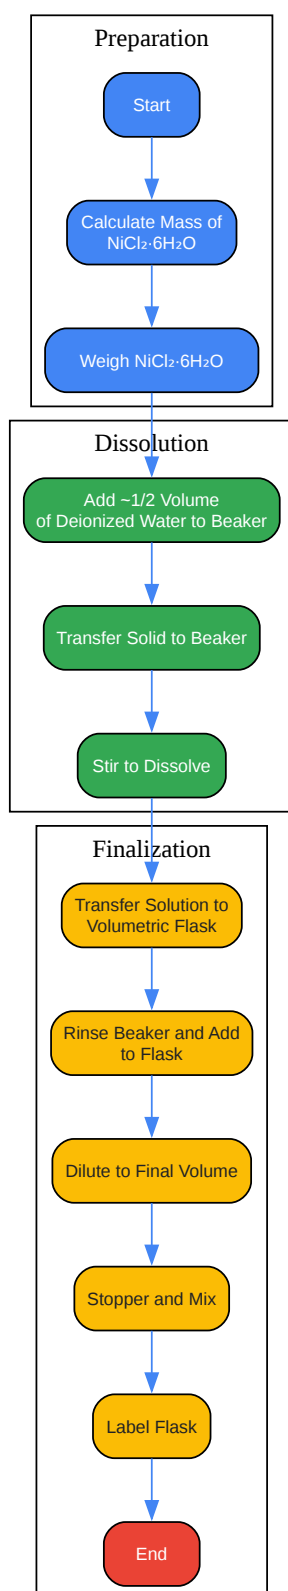 Preparation
Start
Calculate Mass of
NiCl₂·6H₂O
Weigh NiCl₂·6H₂O
Dissolution
Add ~1/2 Volume
of Deionized Water to Beaker
Transfer Solid to Beaker
Stir to Dissolve
Finalization
Transfer Solution to
Volumetric Flask
Rinse Beaker and Add
to Flask
Dilute to Final Volume
Stopper and Mix
Label Flask
End